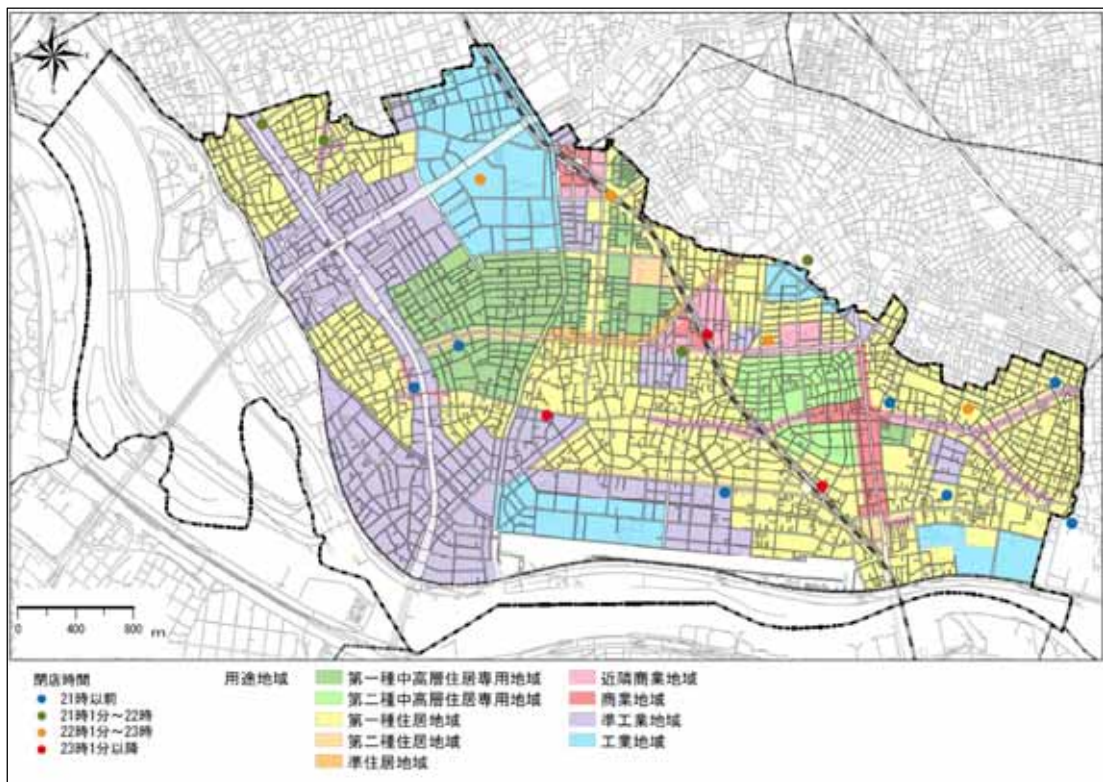 0 400 800 m
閉店時間
21時以前
21時1分~22時
22時1分~23時
23時1分以降
用途地域
第一種中高層住居専用地域
第二種中高層住居専用地域
第一種住居地域
第二種住居地域
準住居地域
近隣商業地域
商業地域
準工業地域
工業地域